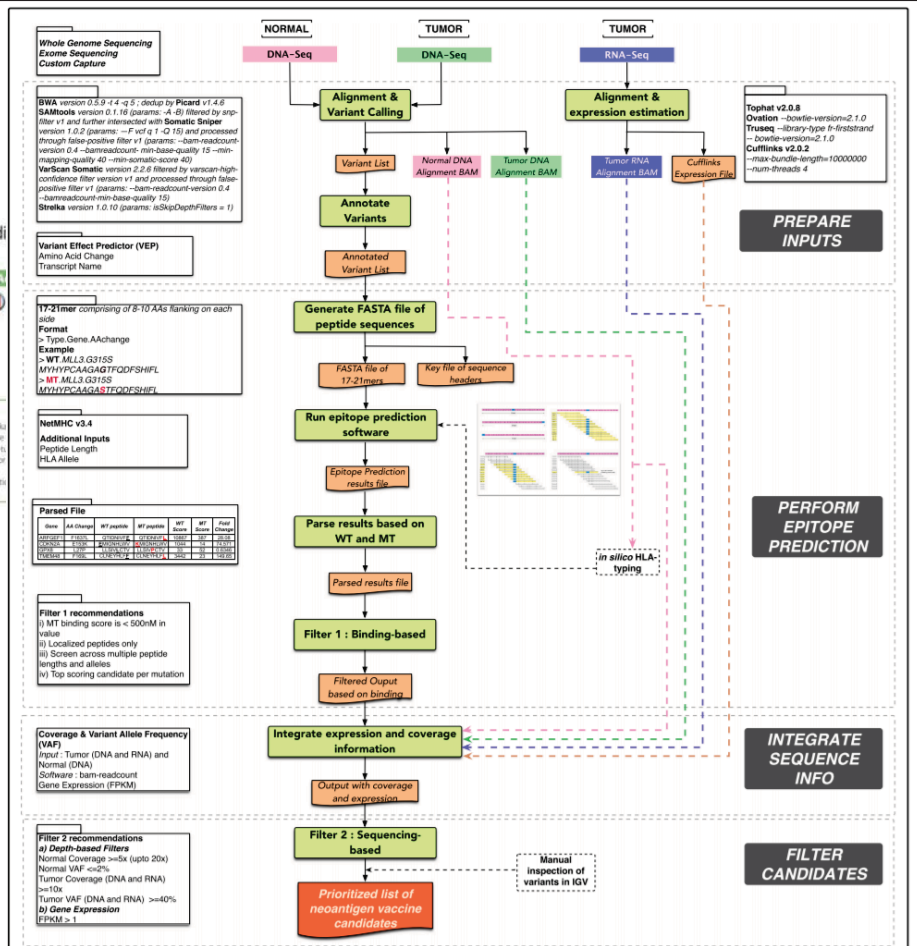 NORMAL
TUMOR
TUMOR
Whole Genome Sequencing
Exome Sequencing
Custom Capture
DNA-Seq
DNA-Seq
RNA-Seq
BWA version 0.5.9 -t 4 -q 5 ; dedup by Picard v1.4.6
SAMtools version 0.1.16 (params: -A -B) filtered by snp-
filter v1 and further intersected with Somatic Sniper
version 1.0.2 (params: --F vcf q 1 -Q 15) and processed
through false-positive filter v1 (params: --bam-readcount-
version 0.4 --bamreadcount- min-base-quality 15 --min-
mapping-quality 40 --min-somatic-score 40)
VarScan Somatic version 2.2.6 filtered by varscan-high-
confidence filter version v1 and processed through false-
positive filter v1 (params: --bam-readcount-version 0.4
--bamreadcount-min-base-quality 15)
Strelka version 1.0.10 (params: isSkipDepthFilters = 1)
Alignment &
Variant Calling
Alignment &
expression estimation
Tophat v2.0.8
Ovation --bowtie-version=2.1.0
Truseq --library-type fr-firststrand
-- bowtie-version=2.1.0
Cufflinks v2.0.2
--max-bundle-length=10000000
--num-threads 4
Variant List
Normal DNA
Alignment BAM
Tumor DNA
Alignment BAM
Tumor RNA
Alignment BAM
Cufflinks
Expression File
Annotate
Variants
PREPARE
INPUTS
Variant Effect Predictor (VEP)
Amino Acid Change
Transcript Name
Annotated
Variant List
17-21mer comprising of 8-10 AAs flanking on each
side
Format
> Type.Gene.AAchange
Example
> WT.MLL3.G315S
MYHYPCAAGAGTFQDFSHIFL
> MT.MLL3.G315S
MYHYPCAAGASTFQDFSHIFL
Generate FASTA file of
peptide sequences
FASTA file of
17-21mers
Key file of sequence
headers
NetMHC v3.4
Additional Inputs
Peptide Length
HLA Allele
Run epitope prediction
software
Epitope Prediction
results file
Parsed File
Gene AA Change WT peptide MT peptide WT Score MT Score Fold Change
Parse results based on
WT and MT
PERFORM
EPITOPE
PREDICTION
in silico HLA-
typing
Parsed results file
Filter 1 recommendations
i) MT binding score is < 500nM in
value
ii) Localized peptides only
iii) Screen across multiple peptide
lengths and alleles
iv) Top scoring candidate per mutation
Filter 1 : Binding-based
Filtered Ouput
based on binding
Coverage & Variant Allele Frequency
(VAF)
Input : Tumor (DNA and RNA) and
Normal (DNA)
Software : bam-readcount
Gene Expression (FPKM)
Integrate expression and coverage
information
INTEGRATE
SEQUENCE
INFO
Output with coverage
and expression
Filter 2 recommendations
a) Depth-based Filters
Normal Coverage >=5x (upto 20x)
Normal VAF <=2%
Tumor Coverage (DNA and RNA)
>=10x
Tumor VAF (DNA and RNA) >=40%
b) Gene Expression
FPKM > 1
Filter 2 : Sequencing-
based
Manual
inspection of
variants in IGV
FILTER
CANDIDATES
Prioritized list of
neoantigen vaccine
candidates